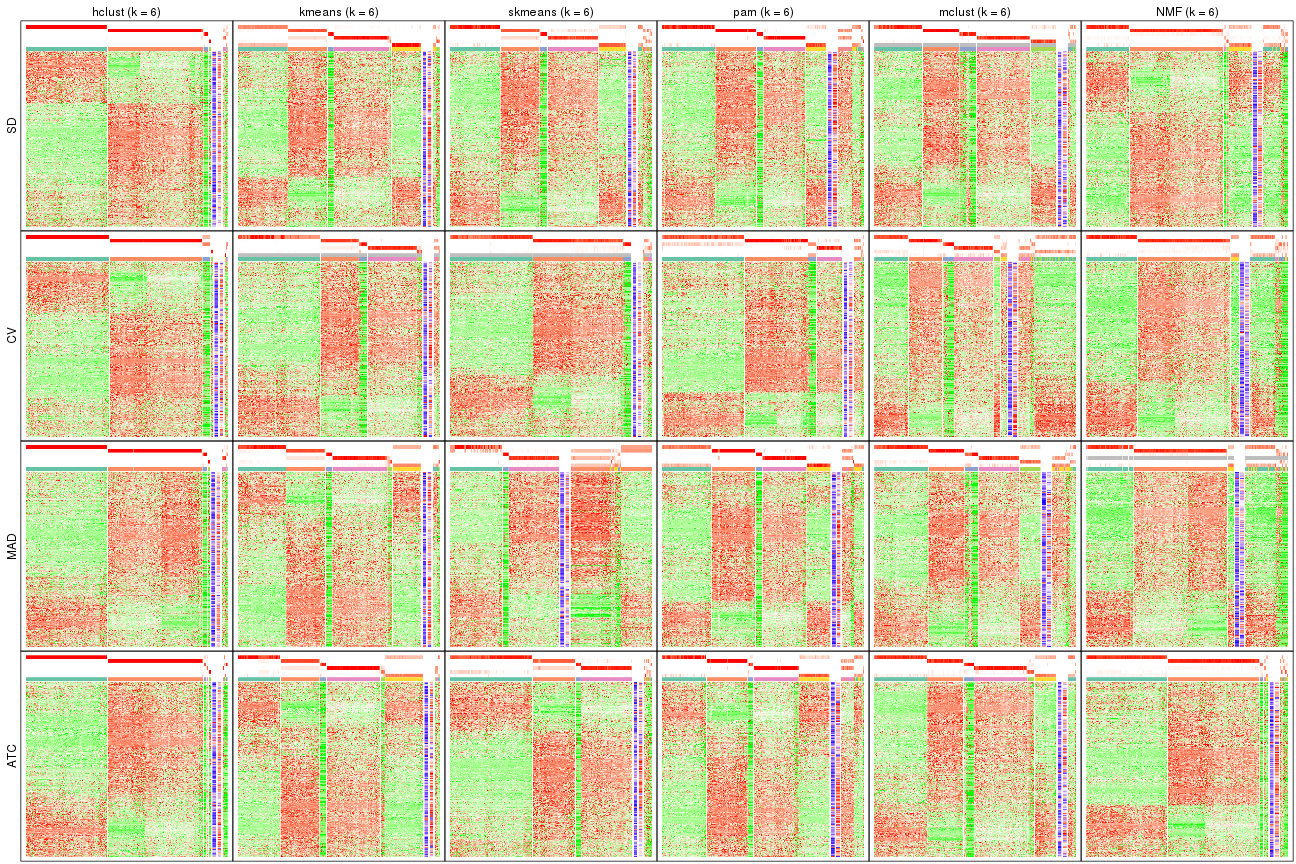 hclust (k = 6)
kmeans (k = 6)
skmeans (k = 6)
pam (k = 6)
mclust (k = 6)
NMF (k = 6)
SD
CV
MAD
ATC